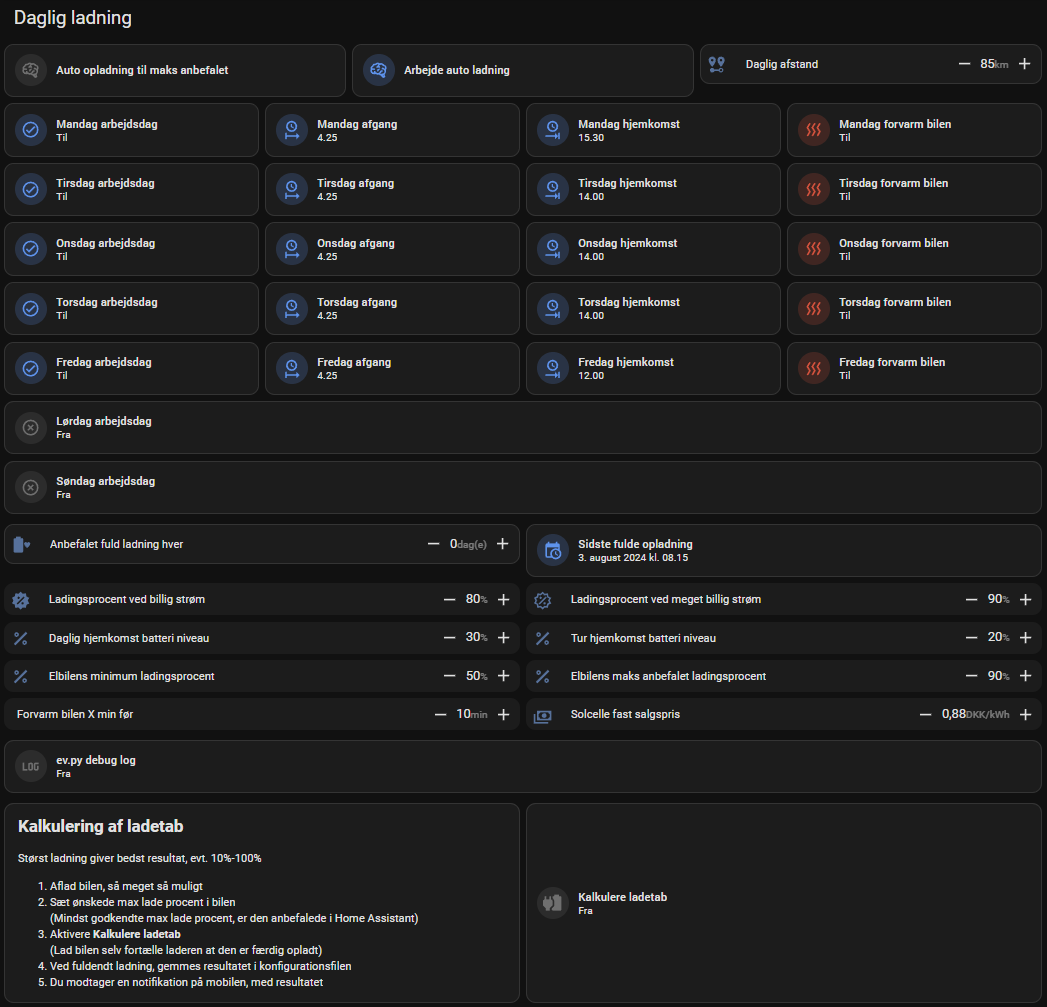 Daglig ladning
Auto opladning til maks anbefalet
Arbejde auto ladning
Daglig afstand
85km
Mandag arbejdsdag
Til
Mandag afgang
4.25
Mandag hjemkomst
15.30
Mandag forvarm bilen
Til
Tirsdag arbejdsdag
Til
Tirsdag afgang
4.25
Tirsdag hjemkomst
14.00
Tirsdag forvarm bilen
Til
Onsdag arbejdsdag
Til
Onsdag afgang
4.25
Onsdag hjemkomst
14.00
Onsdag forvarm bilen
Til
Torsdag arbejdsdag
Til
Torsdag afgang
4.25
Torsdag hjemkomst
14.00
Torsdag forvarm bilen
Til
Fredag arbejdsdag
Til
Fredag afgang
4.25
Fredag hjemkomst
12.00
Fredag forvarm bilen
Til
Lørdag arbejdsdag
Fra
Søndag arbejdsdag
Fra
Anbefalet fuld ladning hver
0dag(e)
Sidste fulde opladning
3. august 2024 kl. 08.15
Ladingsprocent ved billig strøm
80%
Ladingsprocent ved meget billig strøm
90%
Daglig hjemkomst batteri niveau
30%
Tur hjemkomst batteri niveau
20%
Elbilens minimum ladingsprocent
50%
Elbilens maks anbefalet ladingsprocent
90%
Forvarm bilen X min før
10min
Solcelle fast salgspris
0,88DKK/kWh
LOG
ev.py debug log
Fra
Kalkulering af ladetab
Størst ladning giver bedst resultat, evt. 10%-100%
1. Aflad bilen, så meget så muligt
2. Sæt ønskede max lade procent i bilen
(Mindst godkendte max lade procent, er den anbefalede i Home Assistant)
3. Aktivere Kalkulere ladetab
(Lad bilen selv fortælle laderen at den er færdig opladt)
4. Ved fuldendt ladning, gemmes resultatet i konfigurationsfilen
5. Du modtager en notifikation på mobilen, med resultatet
Kalkulere ladetab
Fra